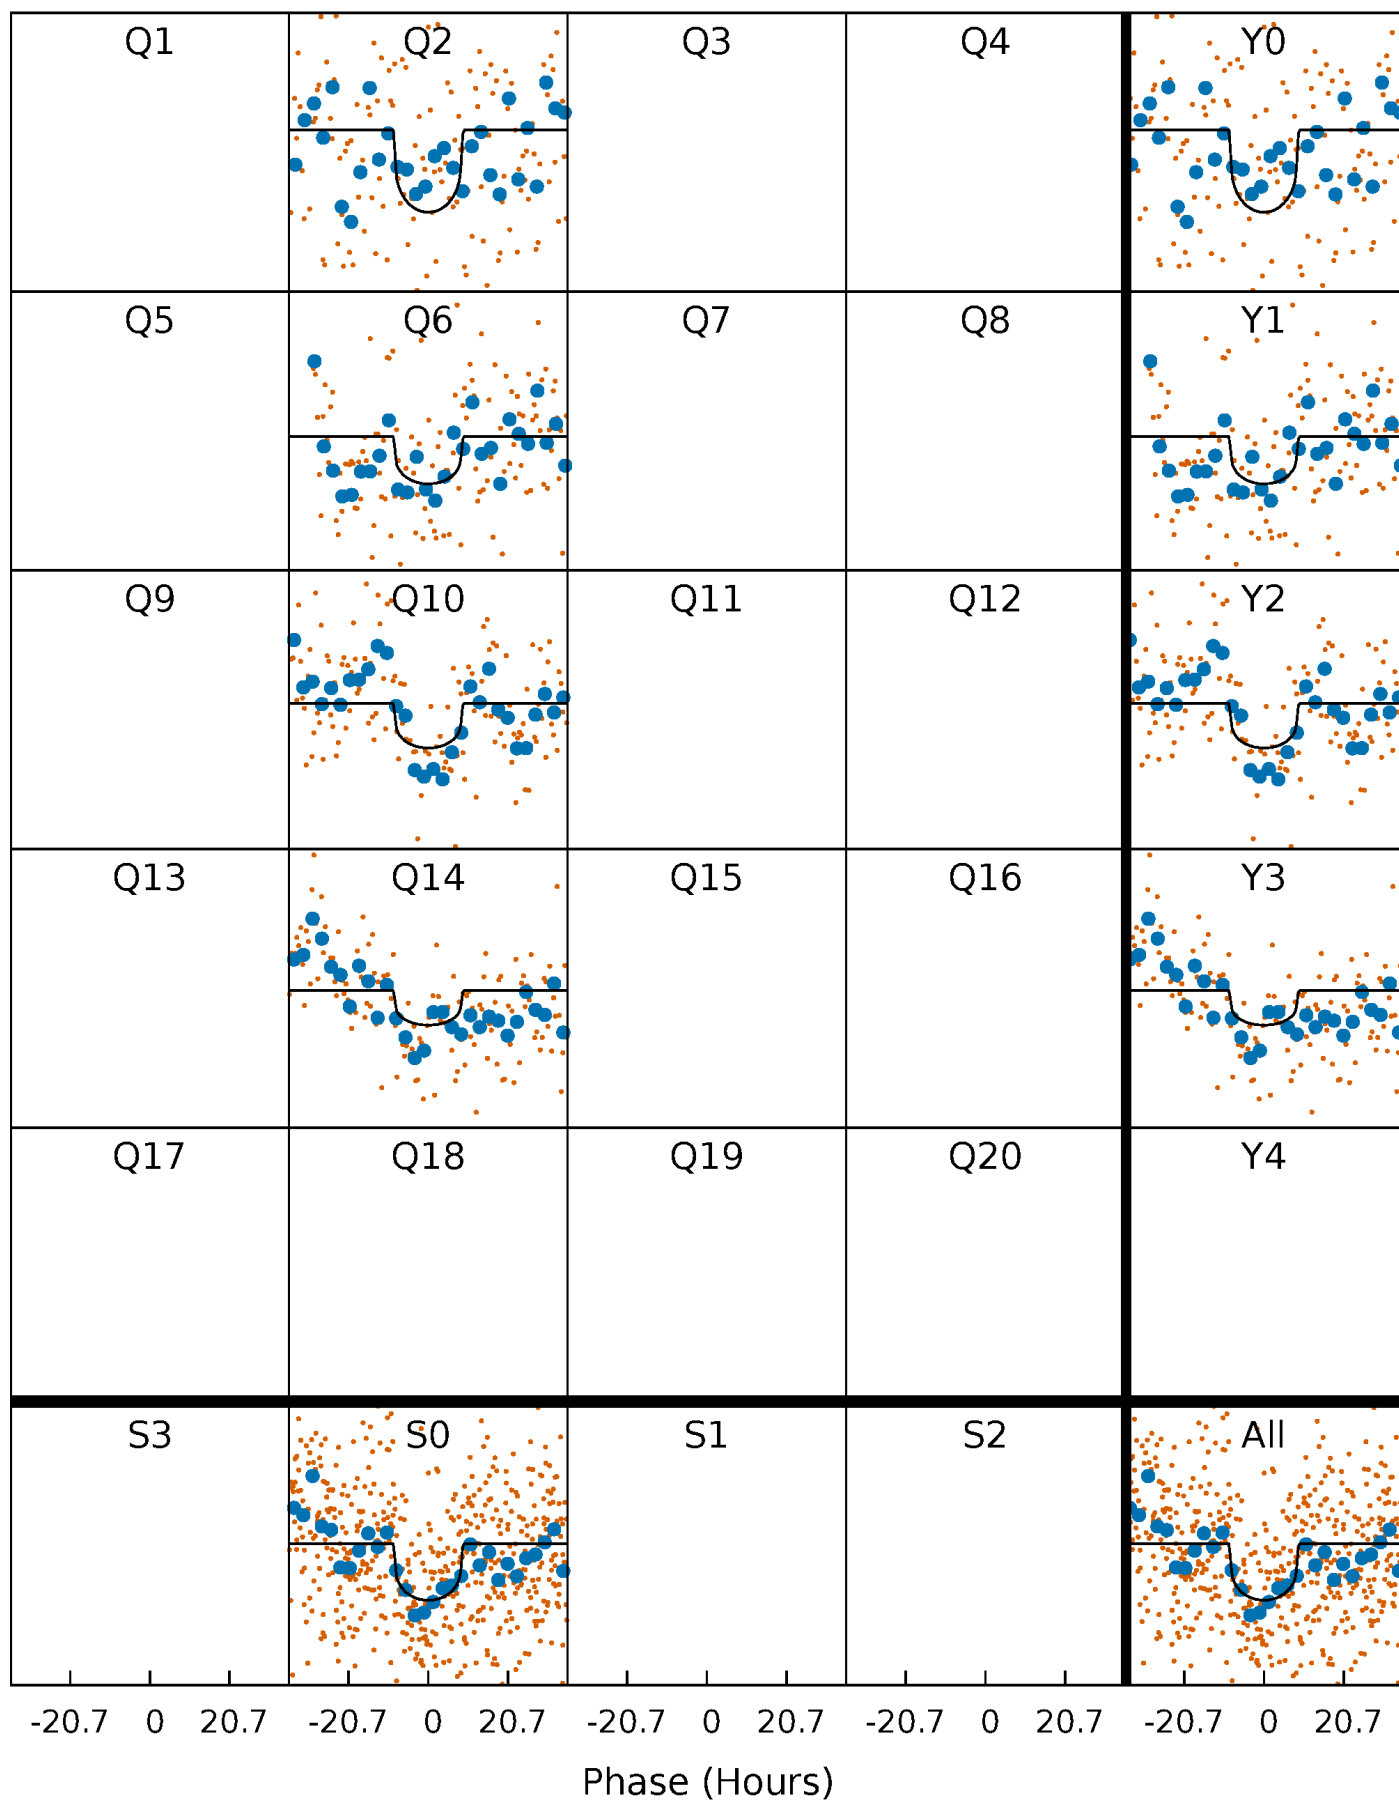 Q1 Q2 Q3 Q4 Y0
Q5 Q6 Q7 Q8 Y1
Q9 Q10 Q11 Q12 Y2
Q13 Q14 Q15 Q16 Y3
Q17 Q18 Q19 Q20 Y4
S3 S0 S1 S2 All
-20.7 0 20.7 -20.7 0 20.7 -20.7 0 20.7 -20.7 0 20.7 -20.7 0 20.7
Phase (Hours)